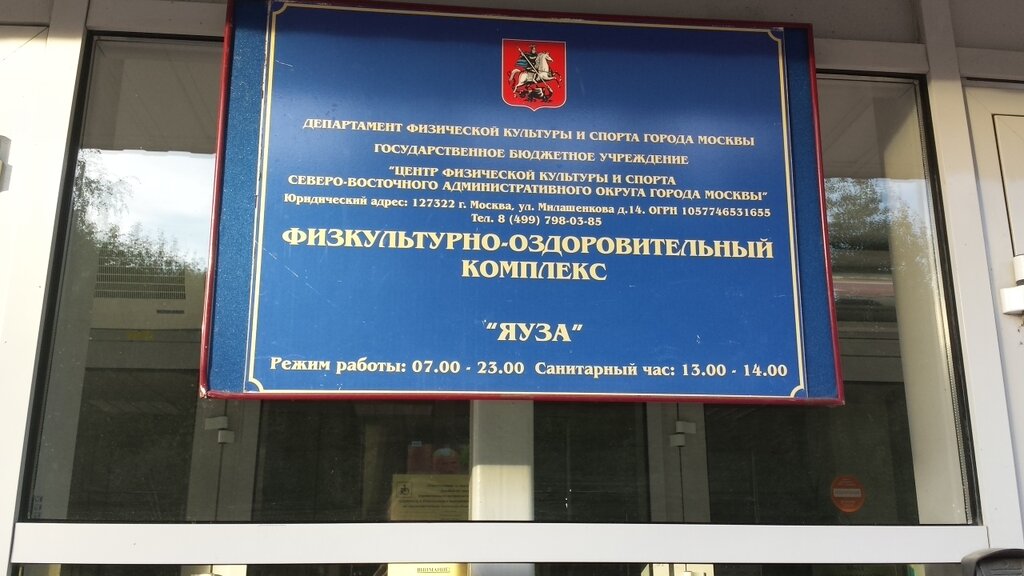 ДЕПАРТАМЕНТ ФИЗИЧЕСКОЙ КУЛЬТУРЫ И СПОРТА ГОРОДА МОСКВЫ
ГОСУДАРСТВЕННОЕ БЮДЖЕТНОЕ УЧРЕЖДЕНИЕ
"ЦЕНТР ФИЗИЧЕСКОЙ КУЛЬТУРЫ И СПОРТА
СЕВЕРО-ВОСТОЧНОГО АДМИНИСТРАТИВНОГО ОКРУГА ГОРОДА МОСКВЫ"
Юридический адрес: 127322 г. Москва, ул. Милашенкова д.14. ОГРН 1057746531655
Тел. 8 (499) 798-03-85
ФИЗКУЛЬТУРНО-ОЗДОРОВИТЕЛЬНЫЙ
КОМПЛЕКС
"ЯУЗА"
Режим работы: 07.00 - 23.00 Санитарный час: 13.00 - 14.00
ВНИМАНИЕ!